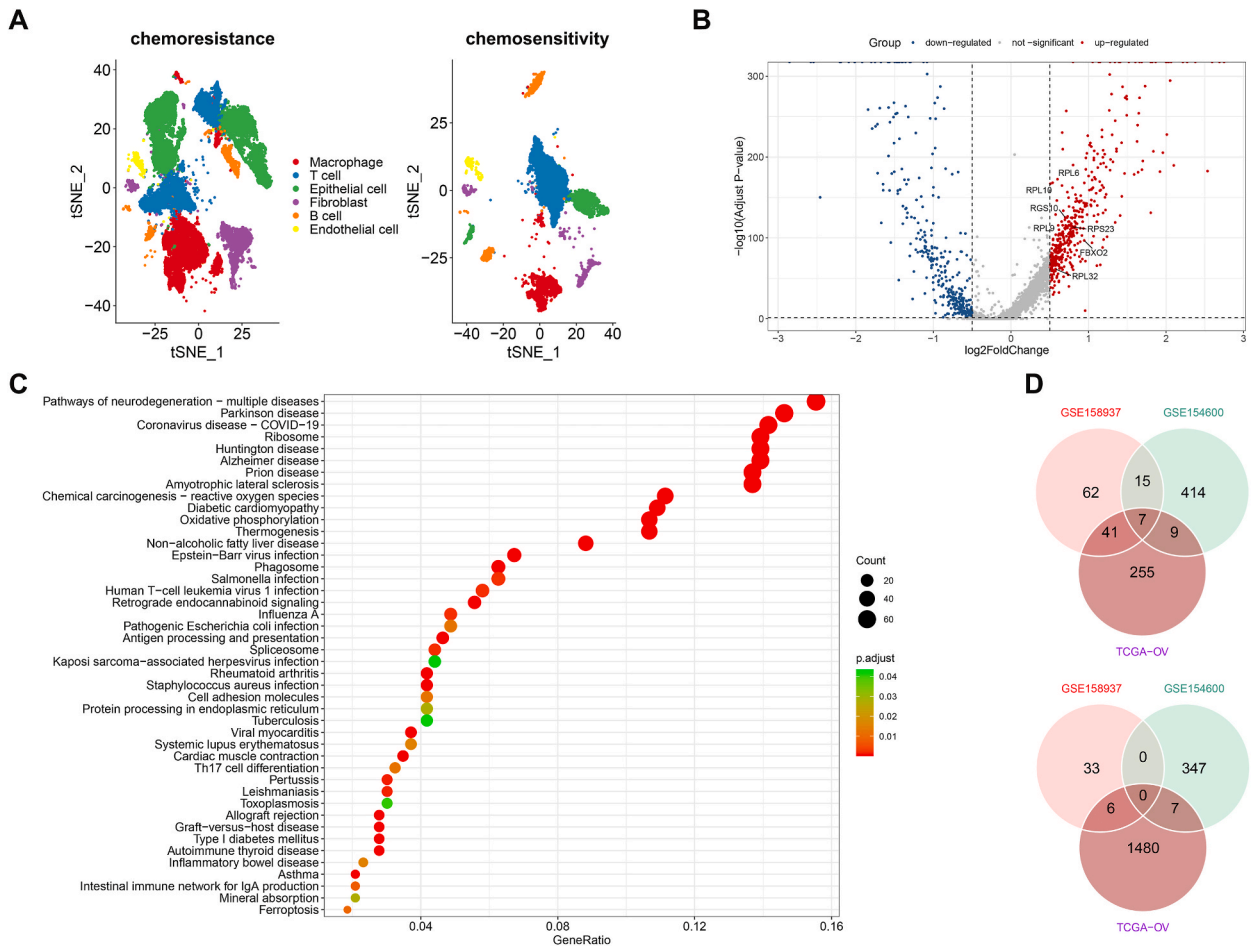 A
chemoresistance
chemosensitivity
40
20
0
−20
−40
tSNE_2
−25
0
25
tSNE_1
Macrophage
T cell
Epithelial cell
Fibroblast
B cell
Endothelial cell
25
0
−25
tSNE_2
−40
−20
0
20
40
tSNE_1
B
Group
down−regulated
not −significant
up−regulated
300
200
100
0
−log10(Adjust P−value)
RPL6
RPL10
RGS10
RPL9
RPS23
FBXO2
RPL32
−3
−2
−1
0
1
2
3
log2FoldChange
C
Pathways of neurodegeneration − multiple diseases
Parkinson disease
Coronavirus disease − COVID−19
Ribosome
Huntington disease
Alzheimer disease
Prion disease
Amyotrophic lateral sclerosis
Chemical carcinogenesis − reactive oxygen species
Diabetic cardiomyopathy
Oxidative phosphorylation
Thermogenesis
Non−alcoholic fatty liver disease
Epstein−Barr virus infection
Phagosome
Salmonella infection
Human T−cell leukemia virus 1 infection
Retrograde endocannabinoid signaling
Influenza A
Pathogenic Escherichia coli infection
Antigen processing and presentation
Spliceosome
Kaposi sarcoma−associated herpesvirus infection
Rheumatoid arthritis
Staphylococcus aureus infection
Cell adhesion molecules
Protein processing in endoplasmic reticulum
Tuberculosis
Viral myocarditis
Systemic lupus erythematosus
Cardiac muscle contraction
Th17 cell differentiation
Pertussis
Leishmaniasis
Toxoplasmosis
Allograft rejection
Graft−versus−host disease
Type I diabetes mellitus
Autoimmune thyroid disease
Inflammatory bowel disease
Asthma
Intestinal immune network for IgA production
Mineral absorption
Ferroptosis
0.04
0.08
0.12
0.16
GeneRatio
Count
20
40
60
p.adjust
0.04
0.03
0.02
0.01
D
GSE158937
GSE154600
62
15
414
7
41
9
255
TCGA−OV
GSE158937
GSE154600
33
0
347
0
6
7
1480
TCGA−OV